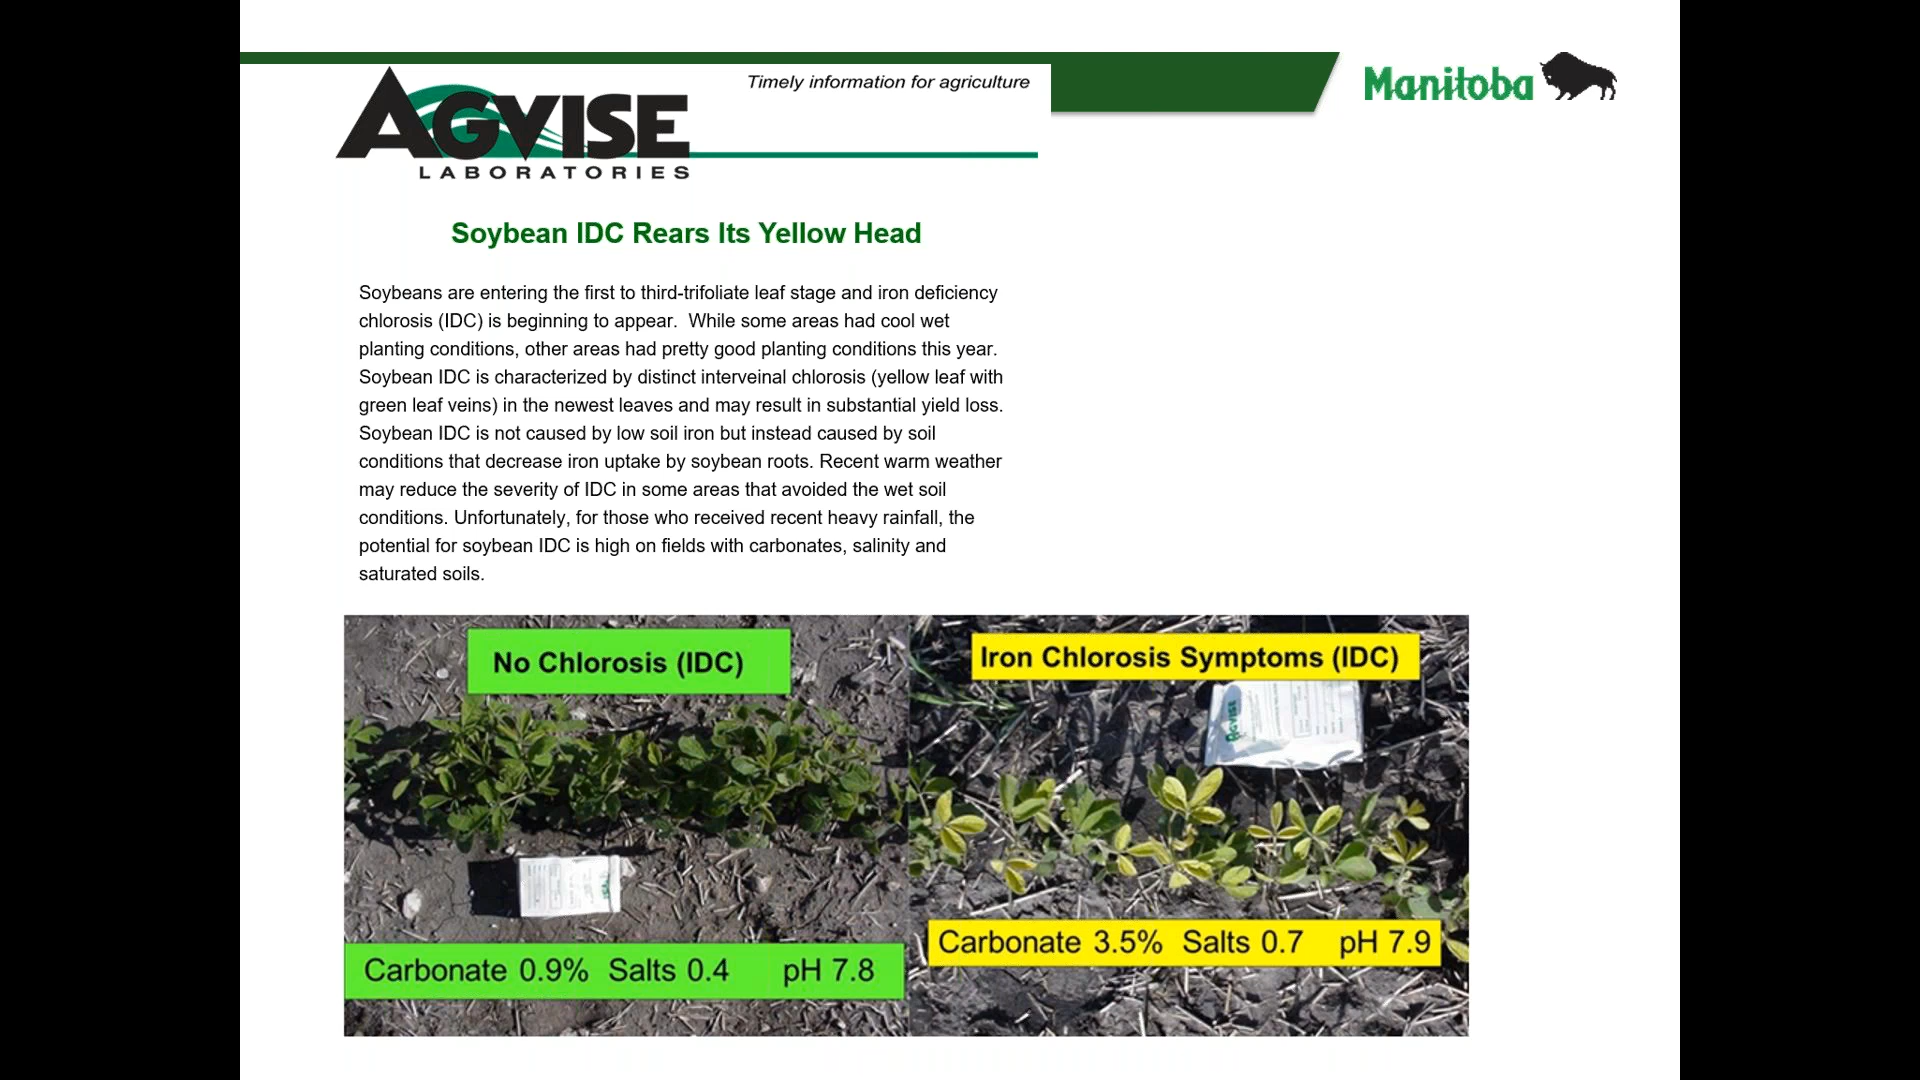 Timely information for agriculture
Manitoba
AGVISE
LABORATORIES
Soybean IDC Rears Its Yellow Head
Soybeans are entering the first to third-trifoliate leaf stage and iron deficiency
chlorosis (IDC) is beginning to appear.  While some areas had cool wet
planting conditions, other areas had pretty good planting conditions this year.
Soybean IDC is characterized by distinct interveinal chlorosis (yellow leaf with
green leaf veins) in the newest leaves and may result in substantial yield loss.
Soybean IDC is not caused by low soil iron but instead caused by soil
conditions that decrease iron uptake by soybean roots. Recent warm weather
may reduce the severity of IDC in some areas that avoided the wet soil
conditions. Unfortunately, for those who received recent heavy rainfall, the
potential for soybean IDC is high on fields with carbonates, salinity and
saturated soils.
No Chlorosis (IDC)
Iron Chlorosis Symptoms (IDC)
AGVISE
Carbonate 0.9% Salts 0.4 pH 7.8
Carbonate 3.5% Salts 0.7 pH 7.9